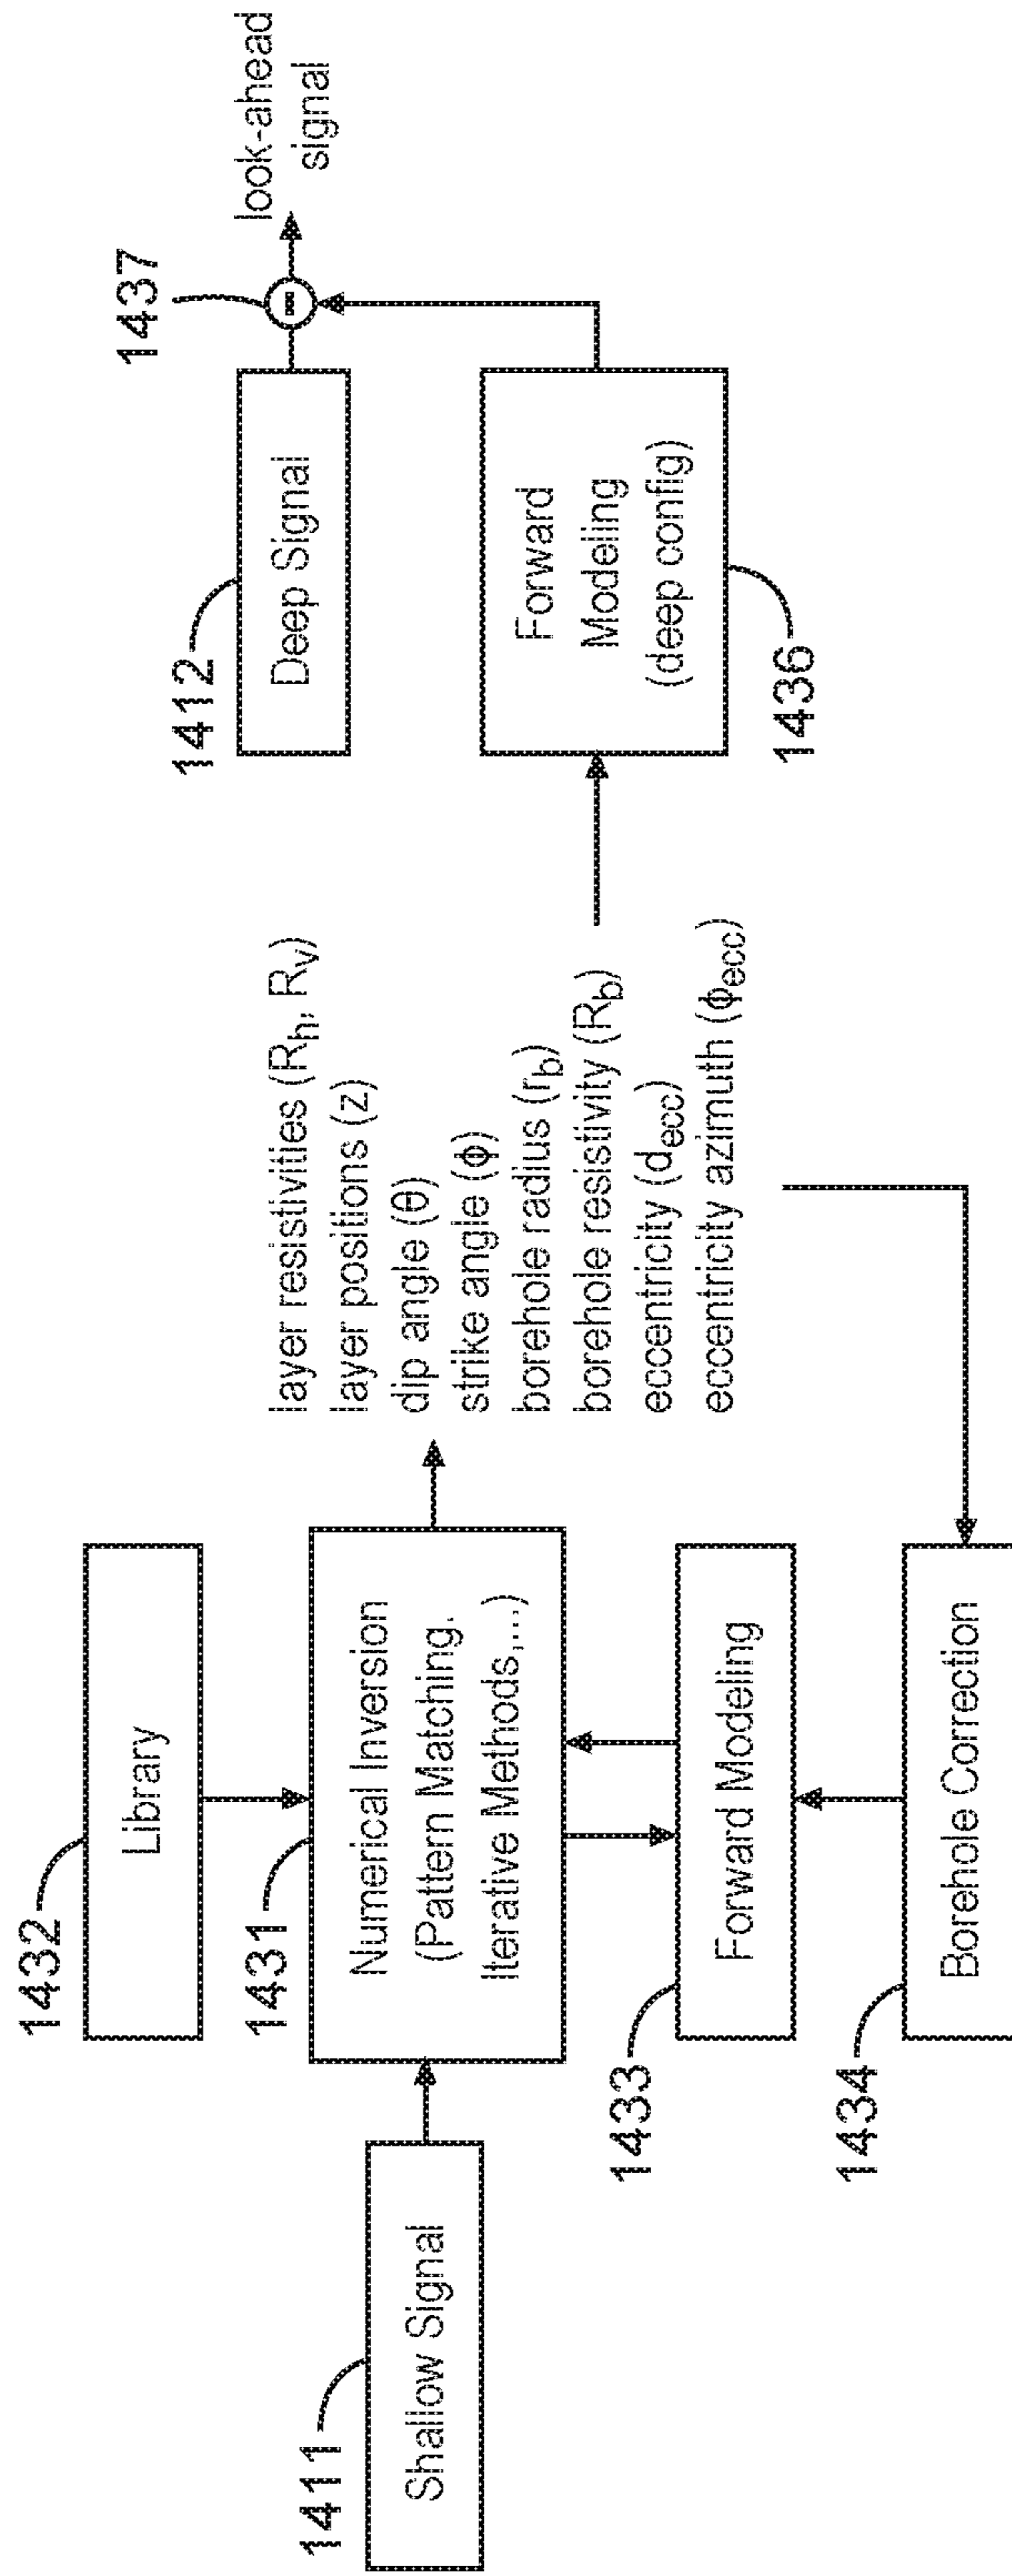 1411
Shallow Signal
1432
Library
1431
Numerical Inversion
(Pattern Matching.
Iterative Methods,...)
1433
Forward Modeling
1434
Borehole Correction
layer resistivities (Rh, Rv)
layer positions (z)
dip angle (θ)
strike angle (ϕ)
borehole radius (rb)
borehole resistivity (Rb)
eccentricity (decc)
eccentricity azimuth (ϕecc)
1412
Deep Signal
1437
look-ahead
signal
Forward
Modeling
(deep config)
1436